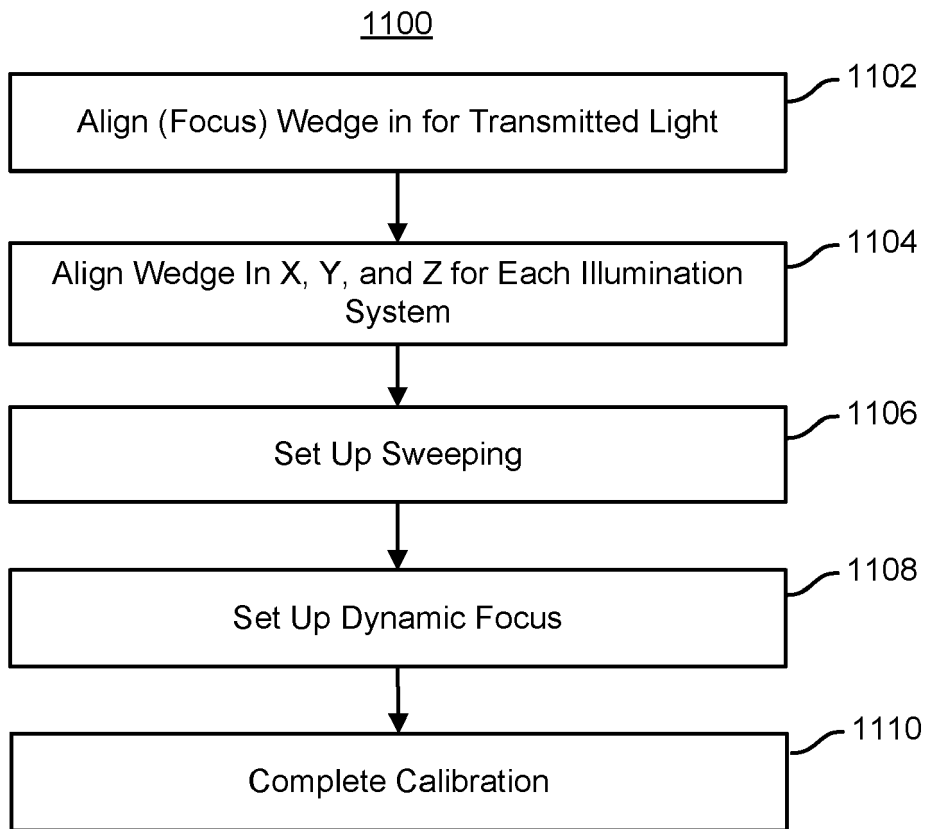 1100
1102
Align (Focus) Wedge in for Transmitted Light
1104
Align Wedge In X, Y, and Z for Each Illumination
System
1106
Set Up Sweeping
1108
Set Up Dynamic Focus
1110
Complete Calibration